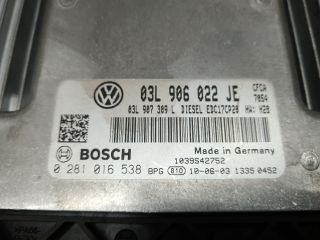 03L 906 022 JE
CFCA
7054
03L 907 309 L DIESEL EDC17CP20 HW: H28
Made in Germany
BOSCH
1039S42752
0 281 016 538 BPG 810 10-06-03 1335 0452